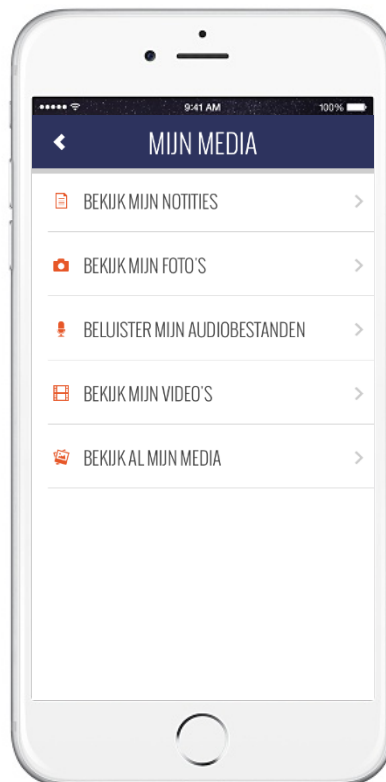 9:41 AM 100%
MIJN MEDIA
BEKIJK MIJN NOTITIES
BEKIJK MIJN FOTO'S
BELUISTER MIJN AUDIOBESTANDEN
BEKIJK MIJN VIDEO'S
BEKIJK AL MIJN MEDIA